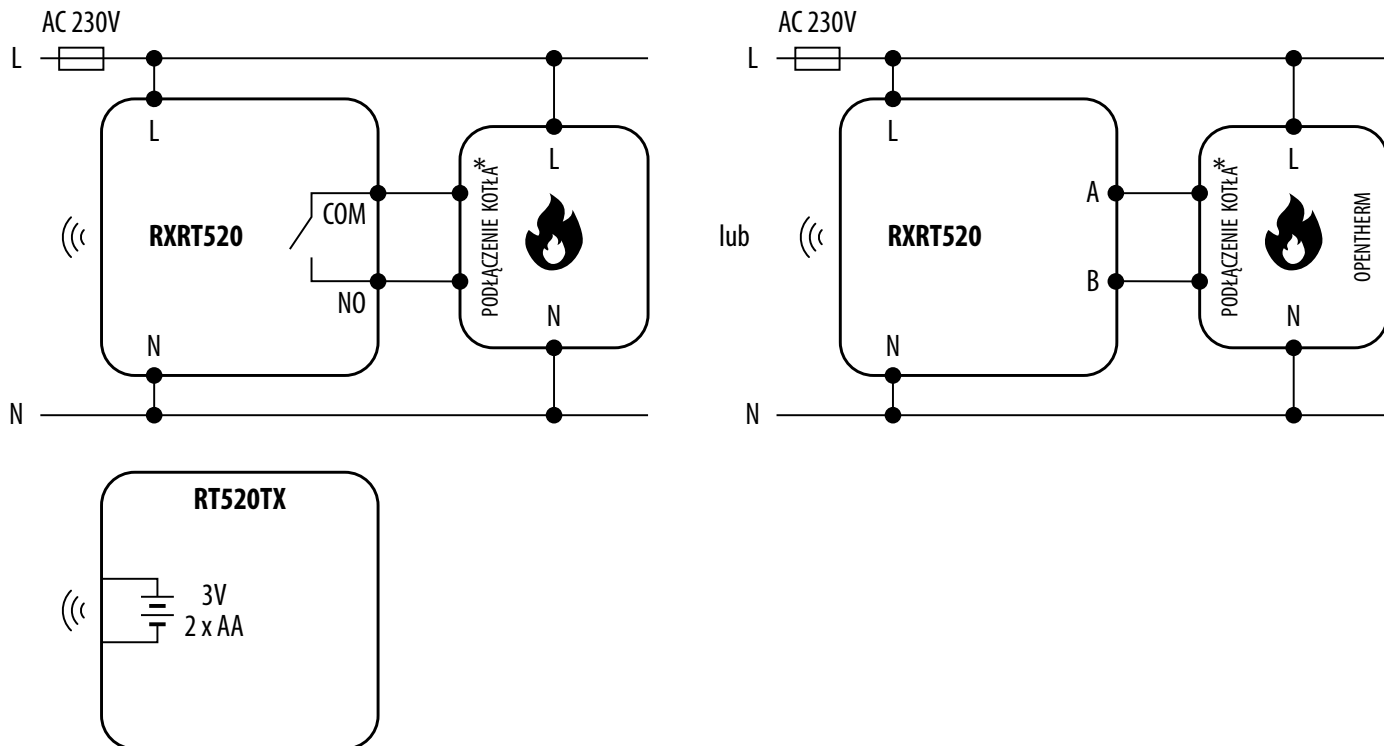 AC 230V
L
L
RXRT520
COM
NO
N
N
PODŁĄCZENIE KOTŁA*
L
N
lub
AC 230V
L
L
RXRT520
A
B
N
N
PODŁĄCZENIE KOTŁA*
L
N
OPENTHERM
RT520TX
3V
2 x AA